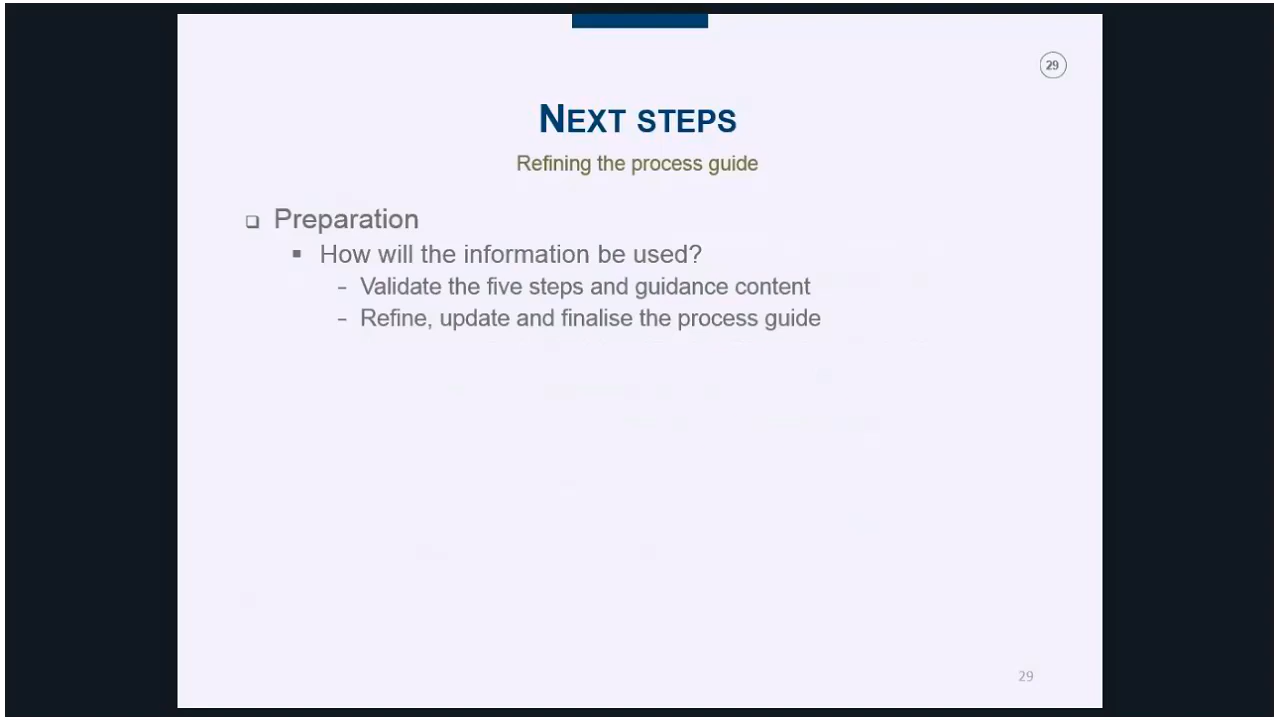 29
NEXT STEPS
Refining the process guide
❑ Preparation
▪ How will the information be used?
- Validate the five steps and guidance content
- Refine, update and finalise the process guide
29